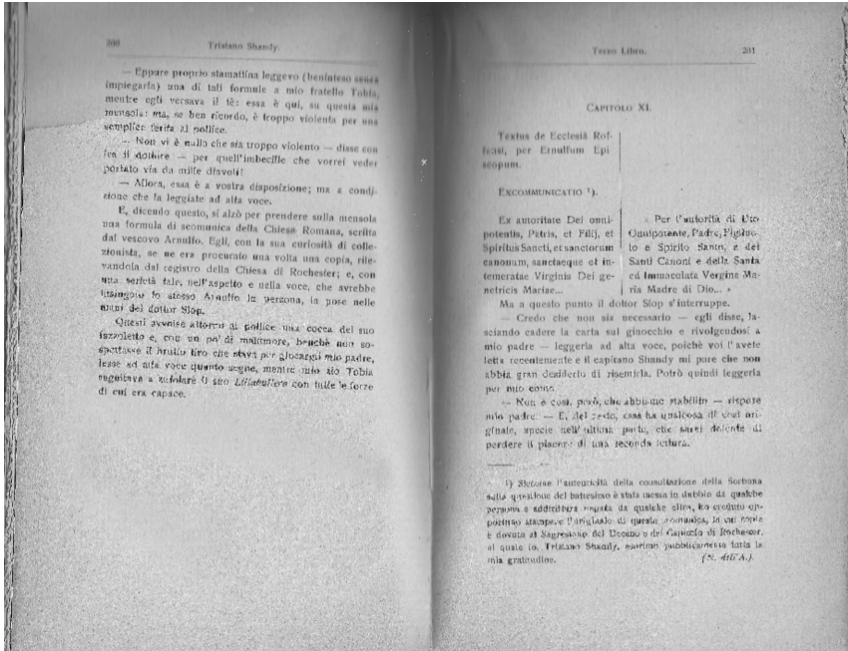 200
Tristano Shandy.
— Eppure proprio stamattina leggevo (beninteso senza
impiegarla) una di tali formule a mio fratello Tobia,
mentre egli versava il tè: essa è qui, su questa mia
mensola: ma, se ben ricordo, è troppo violenta per una
semplice ferita al pollice.
— Non vi è nulla che sia troppo violento — disse con
il dottore — per quell'imbecille che vorrei veder
portato via da mille diavoli!
— Allora, essa è a vostra disposizione; ma a condi-
zione che la leggiate ad alta voce.
E, dicendo questo, si alzò per prendere sulla mensola
una formula di scomunica della Chiesa Romana, scritta
dal vescovo Arnulfo. Egli, con la sua curiosità di colle-
zionista, se ne era procurato una volta una copia, rile-
vandola dal registro della Chiesa di Rochester; e, con
una serietà tale, nell'aspetto e nella voce, che avrebbe
lusingato lo stesso Arnulfo in persona, la pose nelle
mani del dottor Slop.
Questi avvolse attorno al pollice una cocca del suo
fazzoletto e, con un po' di malumore, benchè non so-
spettasse il brutto tiro che stava per giocargli mio padre,
lesse ad alta voce quanto segue, mentre mio zio Tobia
seguitava a zufolare il suo Lillabullero con tutte le forze
di cui era capace.
Terzo Libro.
201
CAPITOLO XI.
Textus de Ecclesiâ Rof-
fensi, per Ernulfum Epi
scopum.
EXCOMMUNICATIO ¹).
Ex autoritate Dei omni-
potentis, Patris, et Filij, et
Spiritus Sancti, et sanctorum
canonum, sanctaeque et in-
temeratae Virginis Dei ge-
netricis Mariae...
« Per l'autorità di Dio
Onnipotente, Padre, Figliuo-
lo e Spirito Santo, e dei
Santi Canoni e della Santa
ed Immacolata Vergine Ma-
ria Madre di Dio... »
Ma a questo punto il dottor Slop s'interruppe.
— Credo che non sia necessario — egli disse, la-
sciando cadere la carta sul ginocchio e rivolgendosi a
mio padre — leggerla ad alta voce, poichè voi l'avete
letta recentemente e il capitano Shandy mi pare che non
abbia gran desiderio di risentirla. Potrò quindi leggerla
per mio conto.
— Non è così, però, che abbiamo stabilito — rispose
mio padre. — E, del resto, essa ha qualcosa di così ori-
ginale, specie nell'ultima parte, che sarei dolente di
perdere il piacere di una seconda lettura.
¹) Siccome l'autenticità della consultazione della Sorbona
sulla questione del battesimo è stata messa in dubbio da qualche
persona e addirittura negata da qualche altra, ho creduto op-
portuno stampare l'originale di questa scomunica, la cui copia
è dovuta al Segretario del Decano e del Capitolo di Rochester,
al quale io, Tristano Shandy, esprimo pubblicamente tutta la
mia gratitudine. (N. dell'A.).